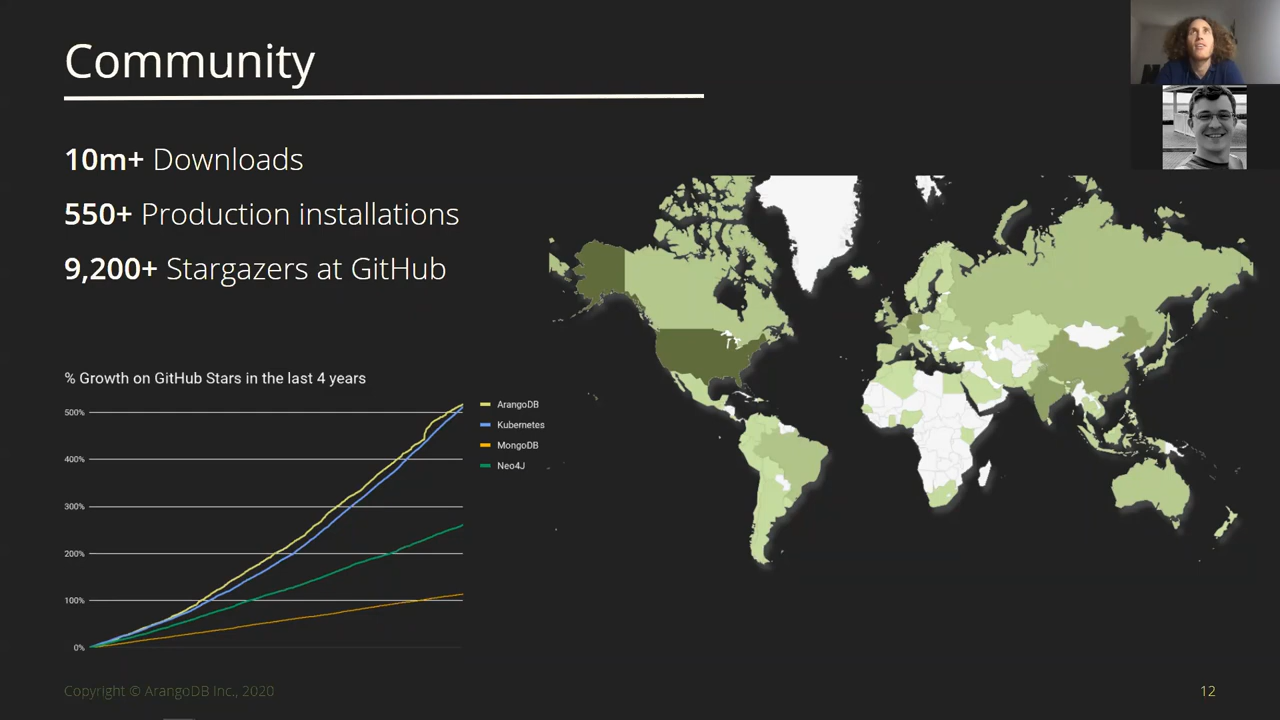 Community
10m+ Downloads
550+ Production installations
9,200+ Stargazers at GitHub
% Growth on GitHub Stars in the last 4 years
500%
400%
300%
200%
100%
0%
ArangoDB
Kubernetes
MongoDB
Neo4J
Copyright © ArangoDB Inc., 2020
12